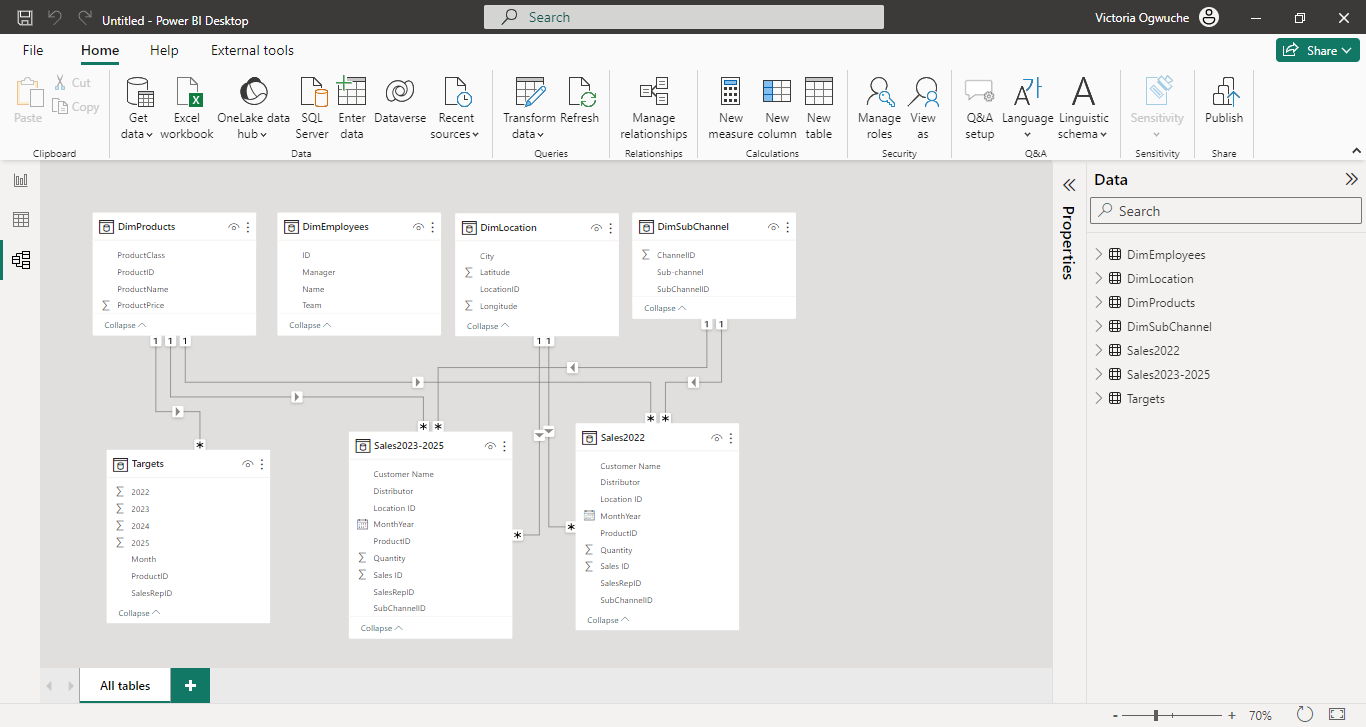 Untitled - Power BI Desktop
Search
Victoria Ogwuche
File Home Help External tools
Share
Paste
Cut
Copy
Clipboard
Get data
Excel workbook
OneLake data hub
SQL Server
Enter data
Dataverse
Recent sources
Data
Transform data
Refresh
Queries
Manage relationships
Relationships
New measure
New column
New table
Calculations
Manage roles
View as
Security
Q&A setup
Language
Linguistic schema
Q&A
Sensitivity
Sensitivity
Publish
Share
DimProducts
ProductClass
ProductID
ProductName
∑ ProductPrice
Collapse
DimEmployees
ID
Manager
Name
Team
Collapse
DimLocation
City
∑ Latitude
LocationID
∑ Longitude
Collapse
DimSubChannel
∑ ChannelID
Sub-channel
SubChannelID
Collapse
1 1 1
1 1
1 1
* *
* *
*
*
*
Targets
∑ 2022
∑ 2023
∑ 2024
∑ 2025
Month
ProductID
SalesRepID
Collapse
Sales2023-2025
Customer Name
Distributor
Location ID
MonthYear
ProductID
∑ Quantity
∑ Sales ID
SalesRepID
SubChannelID
Collapse
Sales2022
Customer Name
Distributor
Location ID
MonthYear
ProductID
∑ Quantity
∑ Sales ID
SalesRepID
SubChannelID
Collapse
Properties
Data
Search
DimEmployees
DimLocation
DimProducts
DimSubChannel
Sales2022
Sales2023-2025
Targets
All tables
+
- + 70%